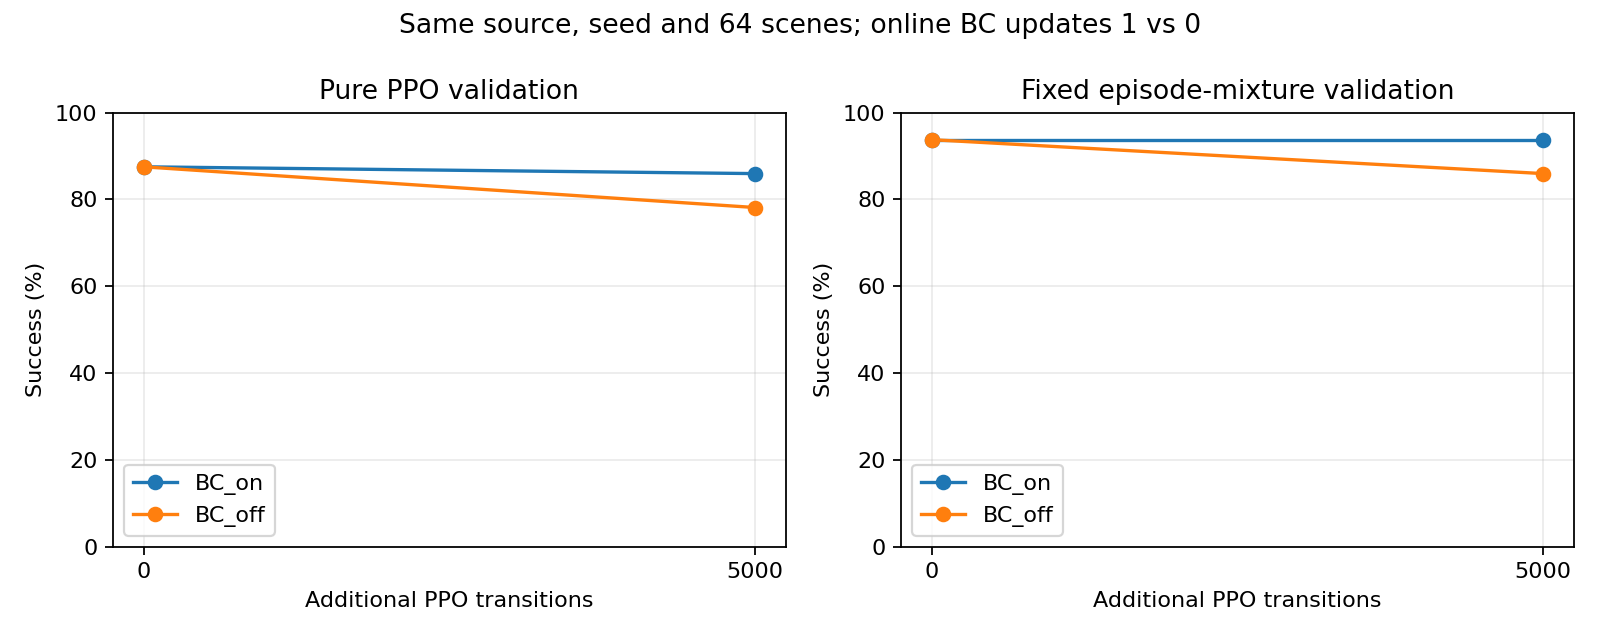 Same source, seed and 64 scenes; online BC updates 1 vs 0
Pure PPO validation
100
80
60
40
20
0
Success (%)
BC_on
BC_off
0
5000
Additional PPO transitions
Fixed episode-mixture validation
100
80
60
40
20
0
Success (%)
BC_on
BC_off
0
5000
Additional PPO transitions